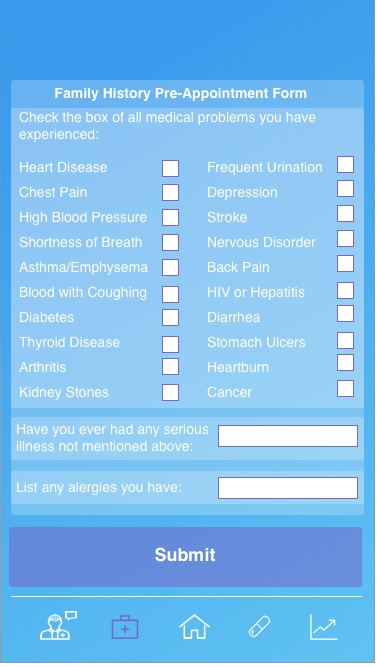 Family History Pre-Appointment Form
Check the box of all medical problems you have
experienced:
Heart Disease
Chest Pain
High Blood Pressure
Shortness of Breath
Asthma/Emphysema
Blood with Coughing
Diabetes
Thyroid Disease
Arthritis
Kidney Stones
Frequent Urination
Depression
Stroke
Nervous Disorder
Back Pain
HIV or Hepatitis
Diarrhea
Stomach Ulcers
Heartburn
Cancer
Have you ever had any serious
illness not mentioned above:
List any alergies you have:
Submit